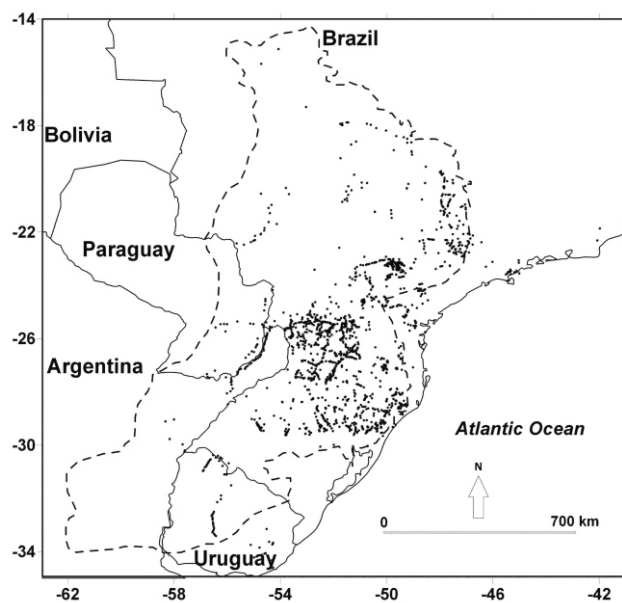 -14
Brazil
-18
Bolivia
-22
Paraguay
-26
Argentina
-30
Atlantic Ocean
N
0 700 km
-34
Uruguay
-62 -58 -54 -50 -46 -42